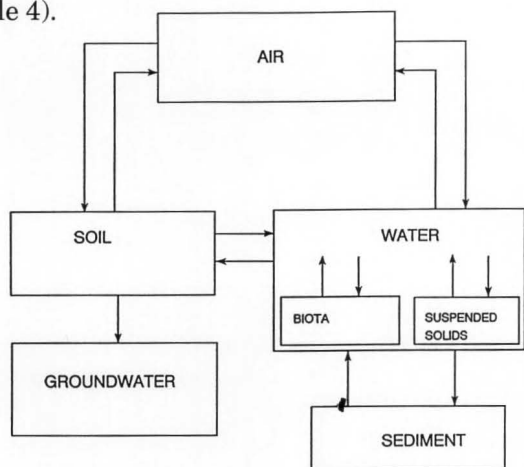 le 4).
AIR
SOIL
WATER
BIOTA
SUSPENDED
SOLIDS
GROUNDWATER
SEDIMENT